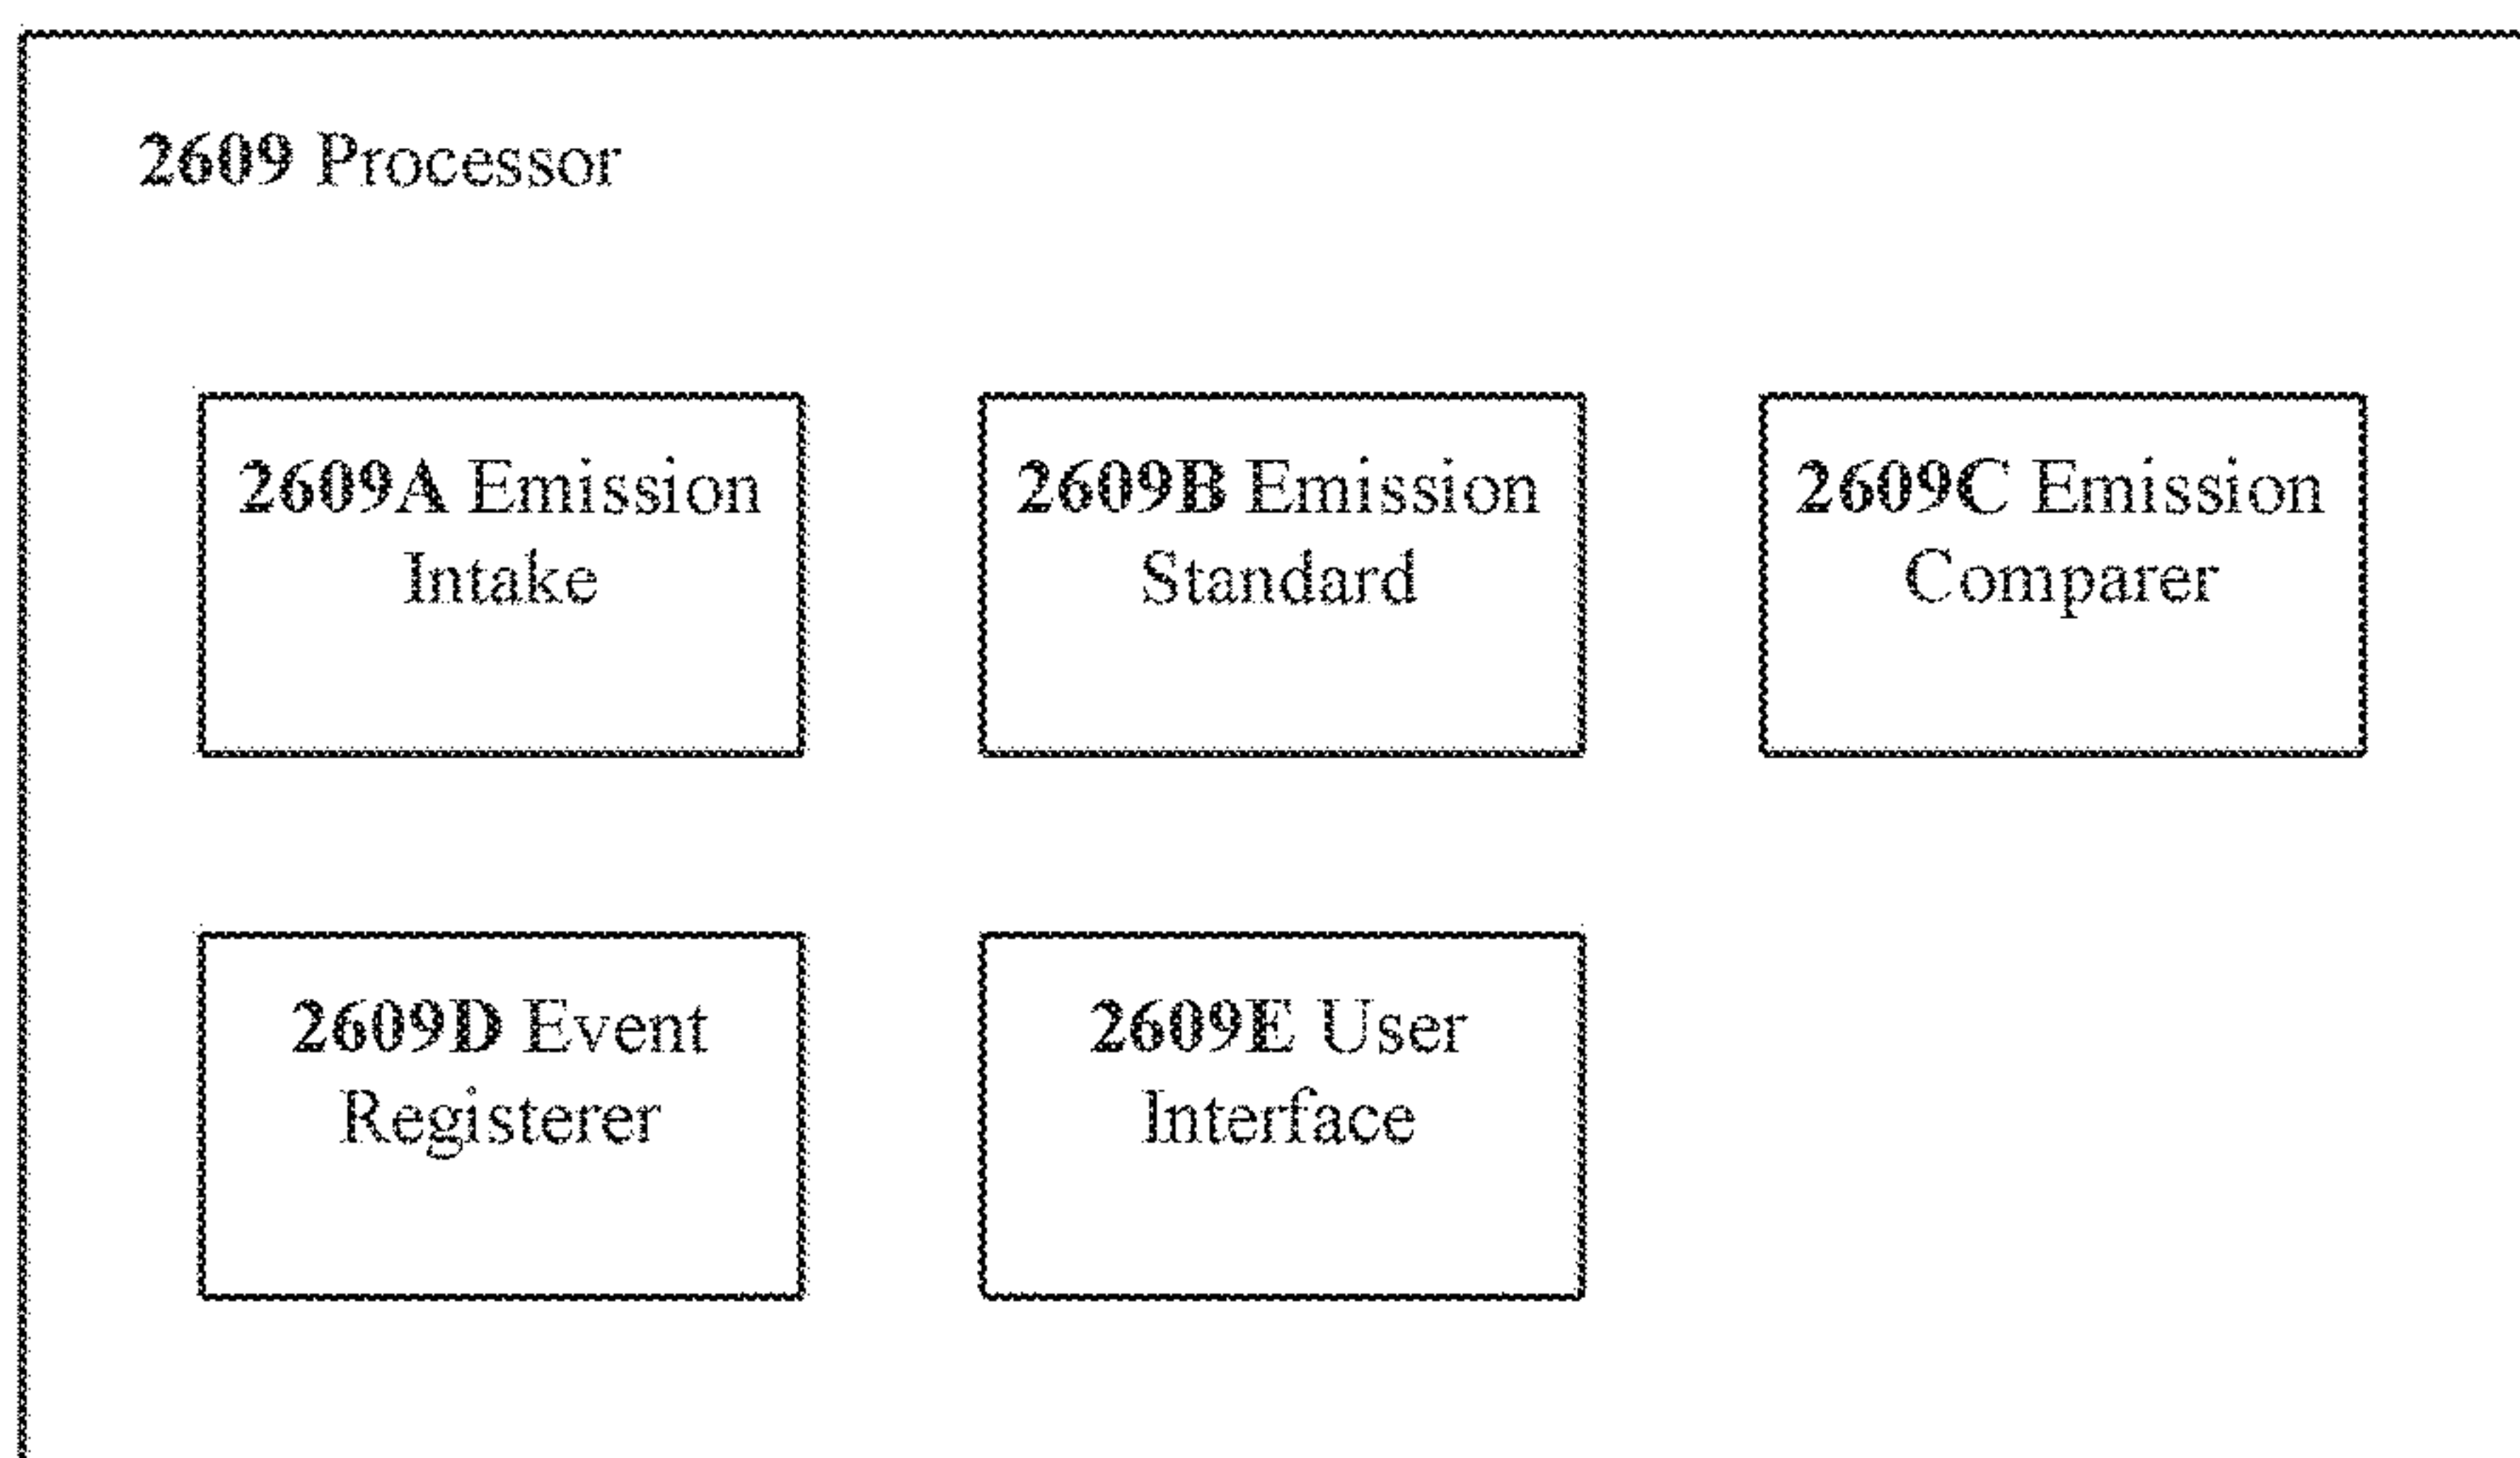 2609 Processor
2609A Emission
Intake
2609B Emission
Standard
2609C Emission
Comparer
2609D Event
Registerer
2609E User
Interface